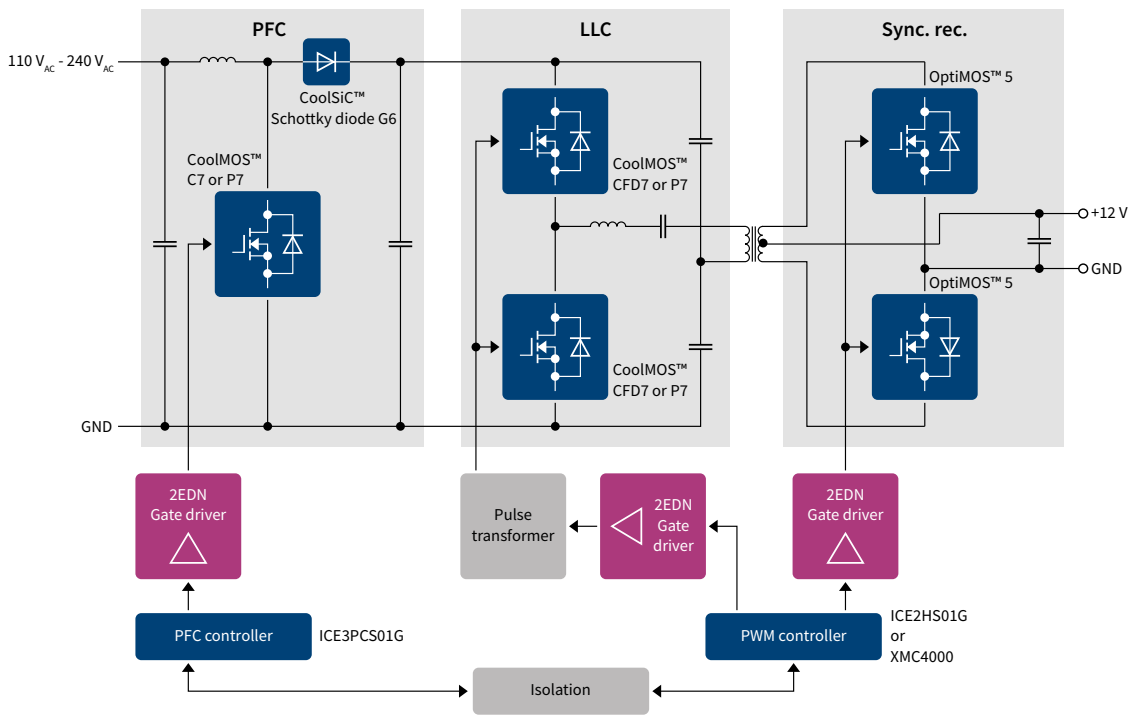 PFC
LLC
Sync. rec.
110 VAC - 240 VAC
CoolSiC™
Schottky diode G6
CoolMOS™
C7 or P7
GND
CoolMOS™
CFD7 or P7
CoolMOS™
CFD7 or P7
OptiMOS™ 5
+12 V
GND
OptiMOS™ 5
2EDN
Gate driver
Pulse
transformer
2EDN
Gate
driver
2EDN
Gate driver
PFC controller
ICE3PCS01G
PWM controller
ICE2HS01G
or
XMC4000
Isolation